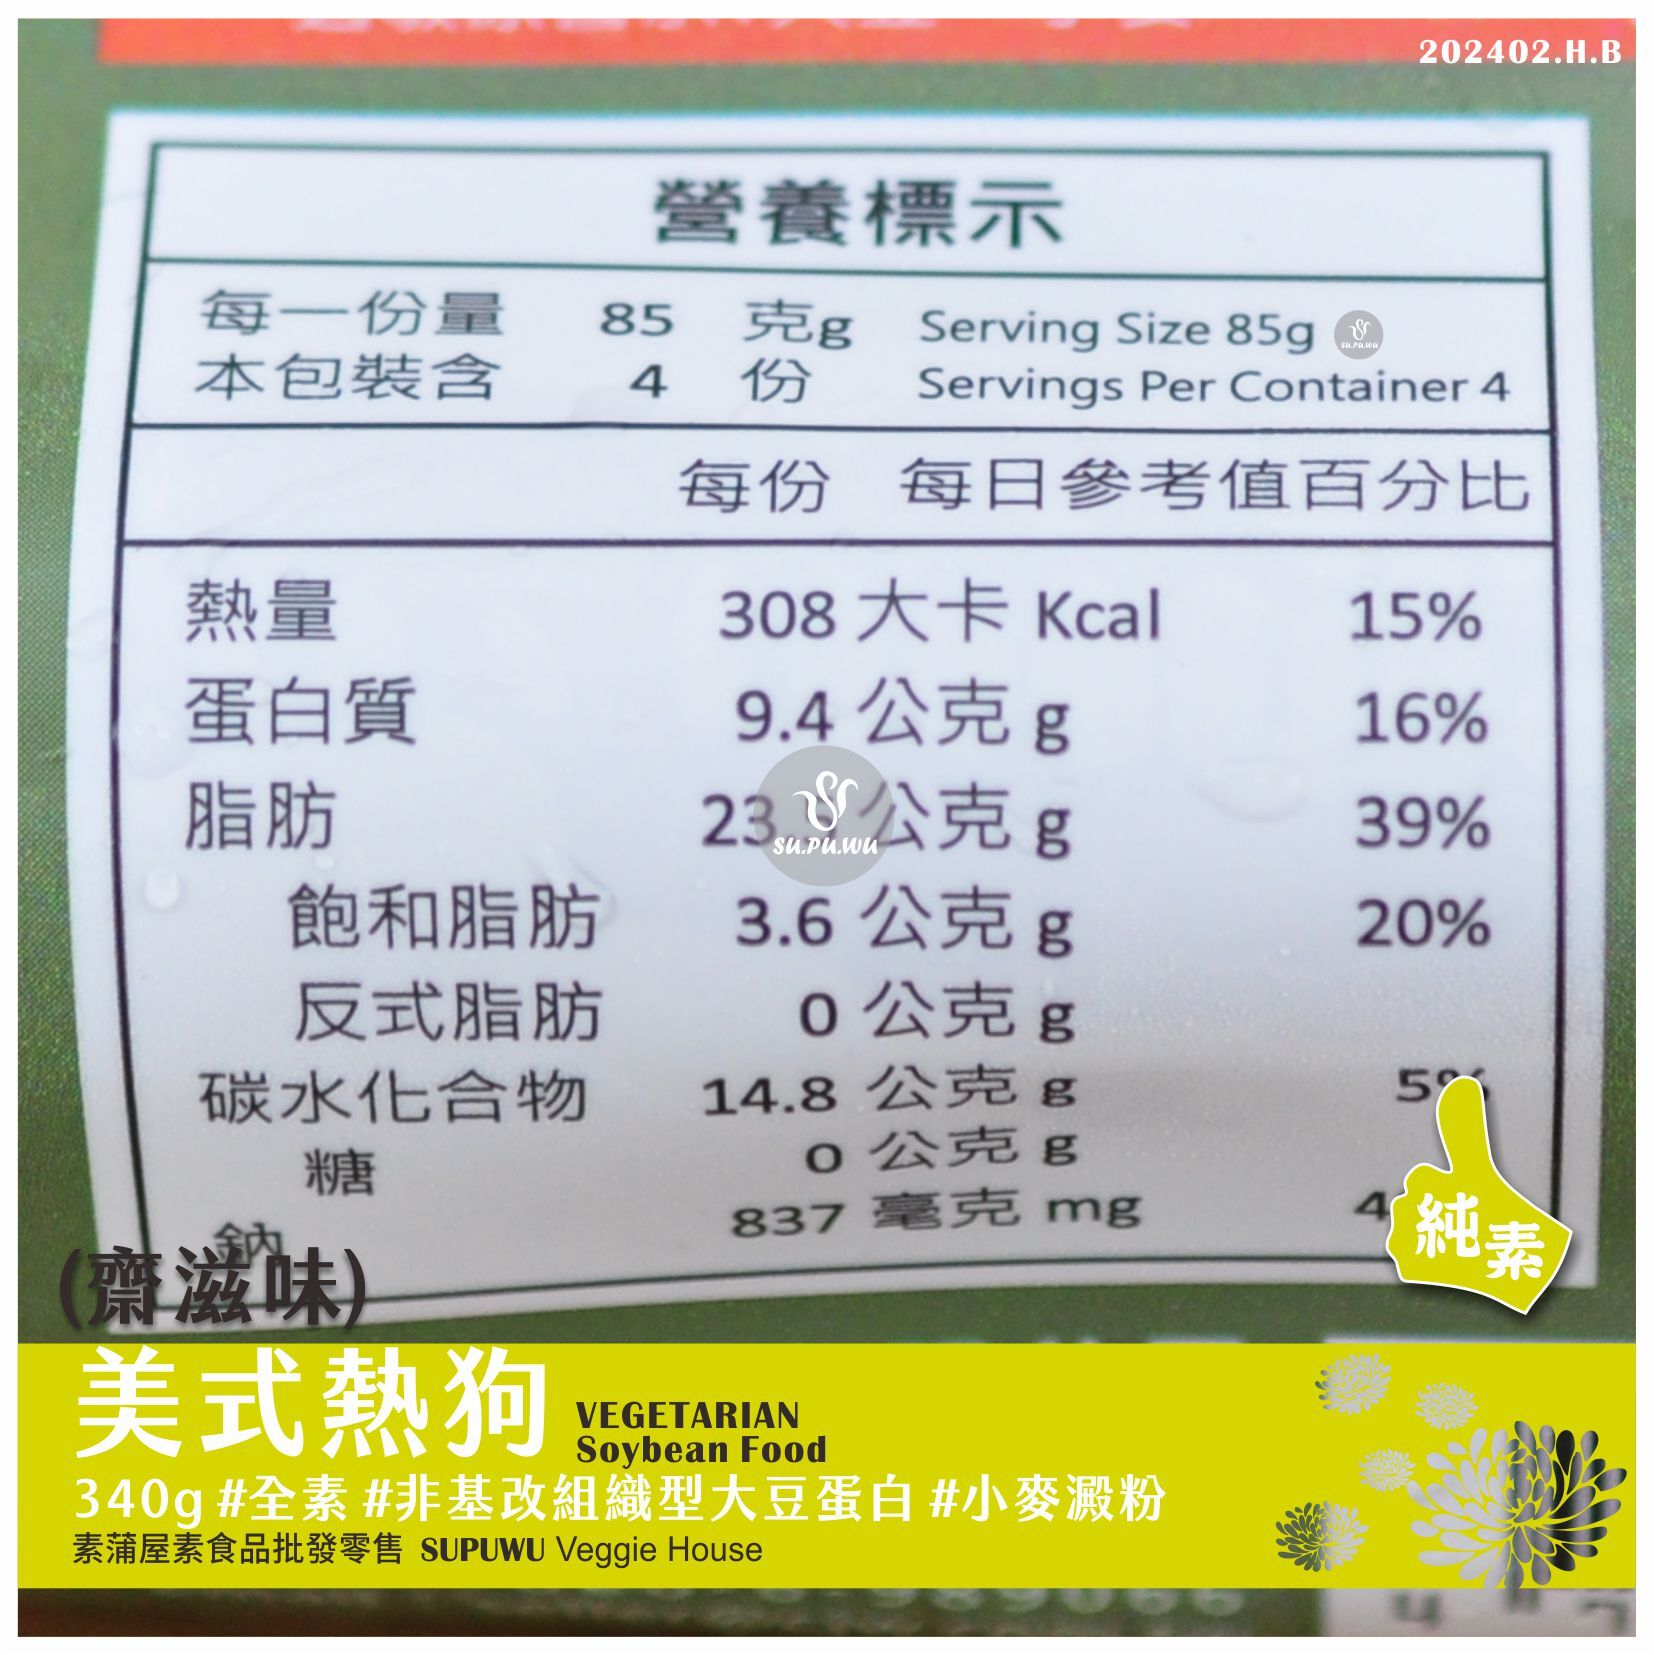 202402.H.B
營養標示
每一份量 85 克g Serving Size 85g
SU.PU.WU
本包裝含 4 份 Servings Per Container 4
每份 每日參考值百分比
熱量 308 大卡 Kcal 15%
蛋白質 9.4 公克 g 16%
脂肪 公克 g 39%
SU.PU.WU
飽和脂肪 3.6 公克 g 20%
反式脂肪 0 公克 g
碳水化合物 14.8 公克 g 5%
糖 0 公克 g
鈉 837 毫克 mg
純素
(齋滋味)
美式熱狗 VEGETARIAN
Soybean Food
340g #全素 #非基改組織型大豆蛋白 #小麥澱粉
素蒲屋素食品批發零售 SUPUWU Veggie House